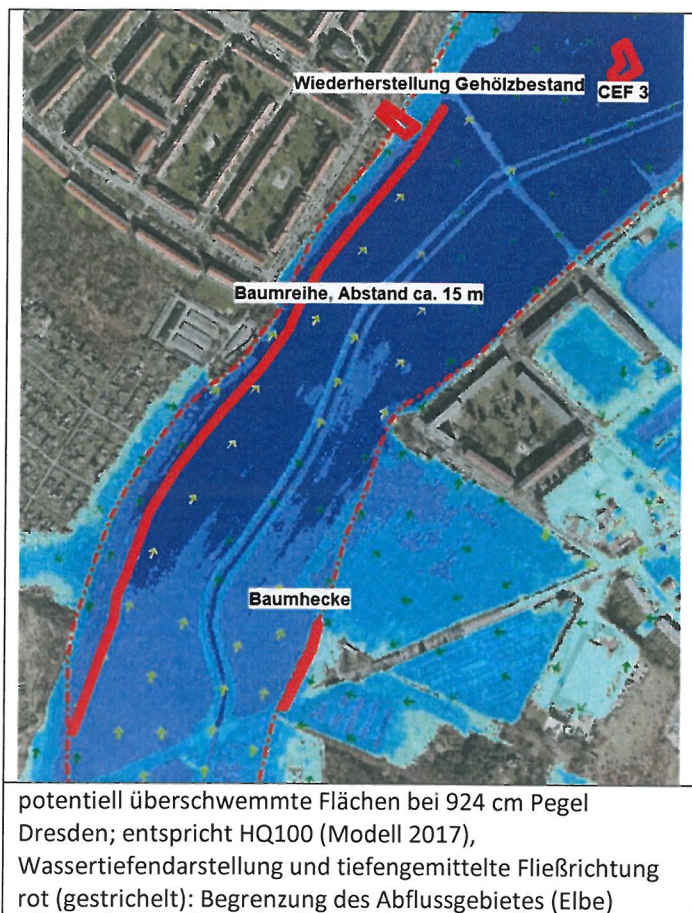 Wiederherstellung Gehölzbestand
CEF 3
Baumreihe, Abstand ca. 15 m
Baumhecke
potentiell überschwemmte Flächen bei 924 cm Pegel
Dresden; entspricht HQ100 (Modell 2017),
Wassertiefendarstellung und tiefengemittelte Fließrichtung
rot (gestrichelt): Begrenzung des Abflussgebietes (Elbe)